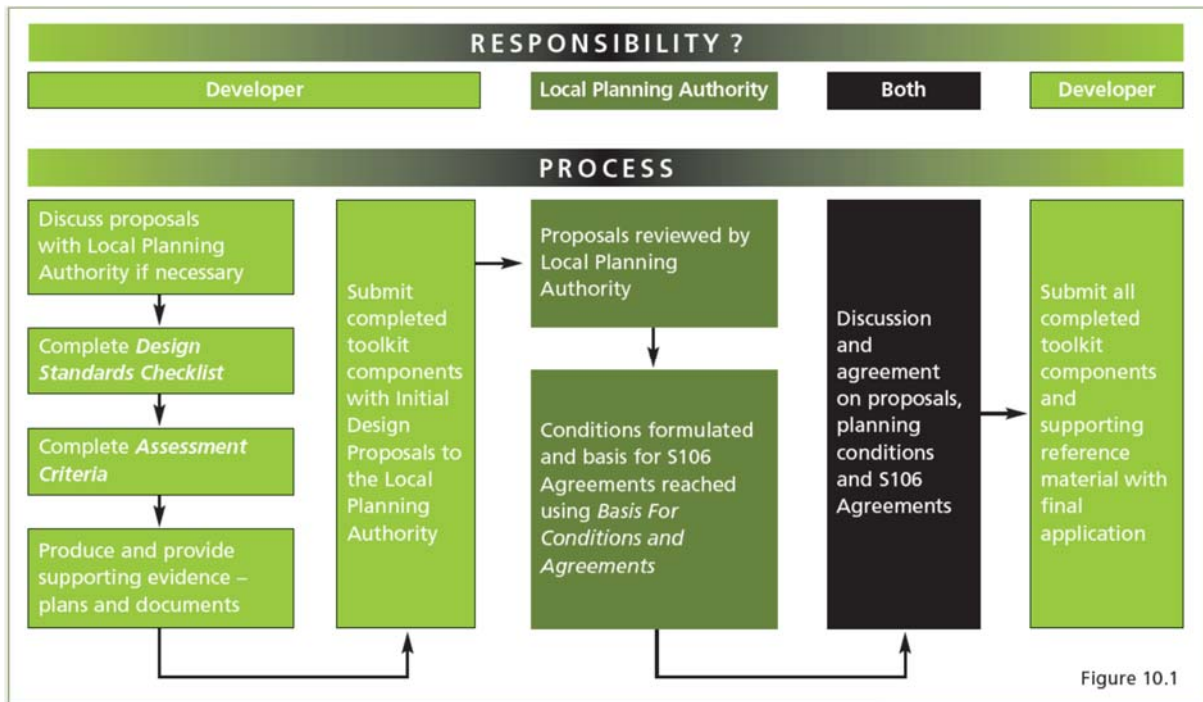 RESPONSIBILITY ?
Developer
Local Planning Authority
Both
Developer
PROCESS
Discuss proposals
with Local Planning
Authority if necessary
Complete Design
Standards Checklist
Complete Assessment
Criteria
Produce and provide
supporting evidence –
plans and documents
Submit
completed
toolkit
components
with Initial
Design
Proposals to
the Local
Planning
Authority
Proposals reviewed by
Local Planning
Authority
Conditions formulated
and basis for S106
Agreements reached
using Basis For
Conditions and
Agreements
Discussion
and
agreement
on proposals,
planning
conditions
and S106
Agreements
Submit all
completed
toolkit
components
and
supporting
reference
material with
final
application
Figure 10.1